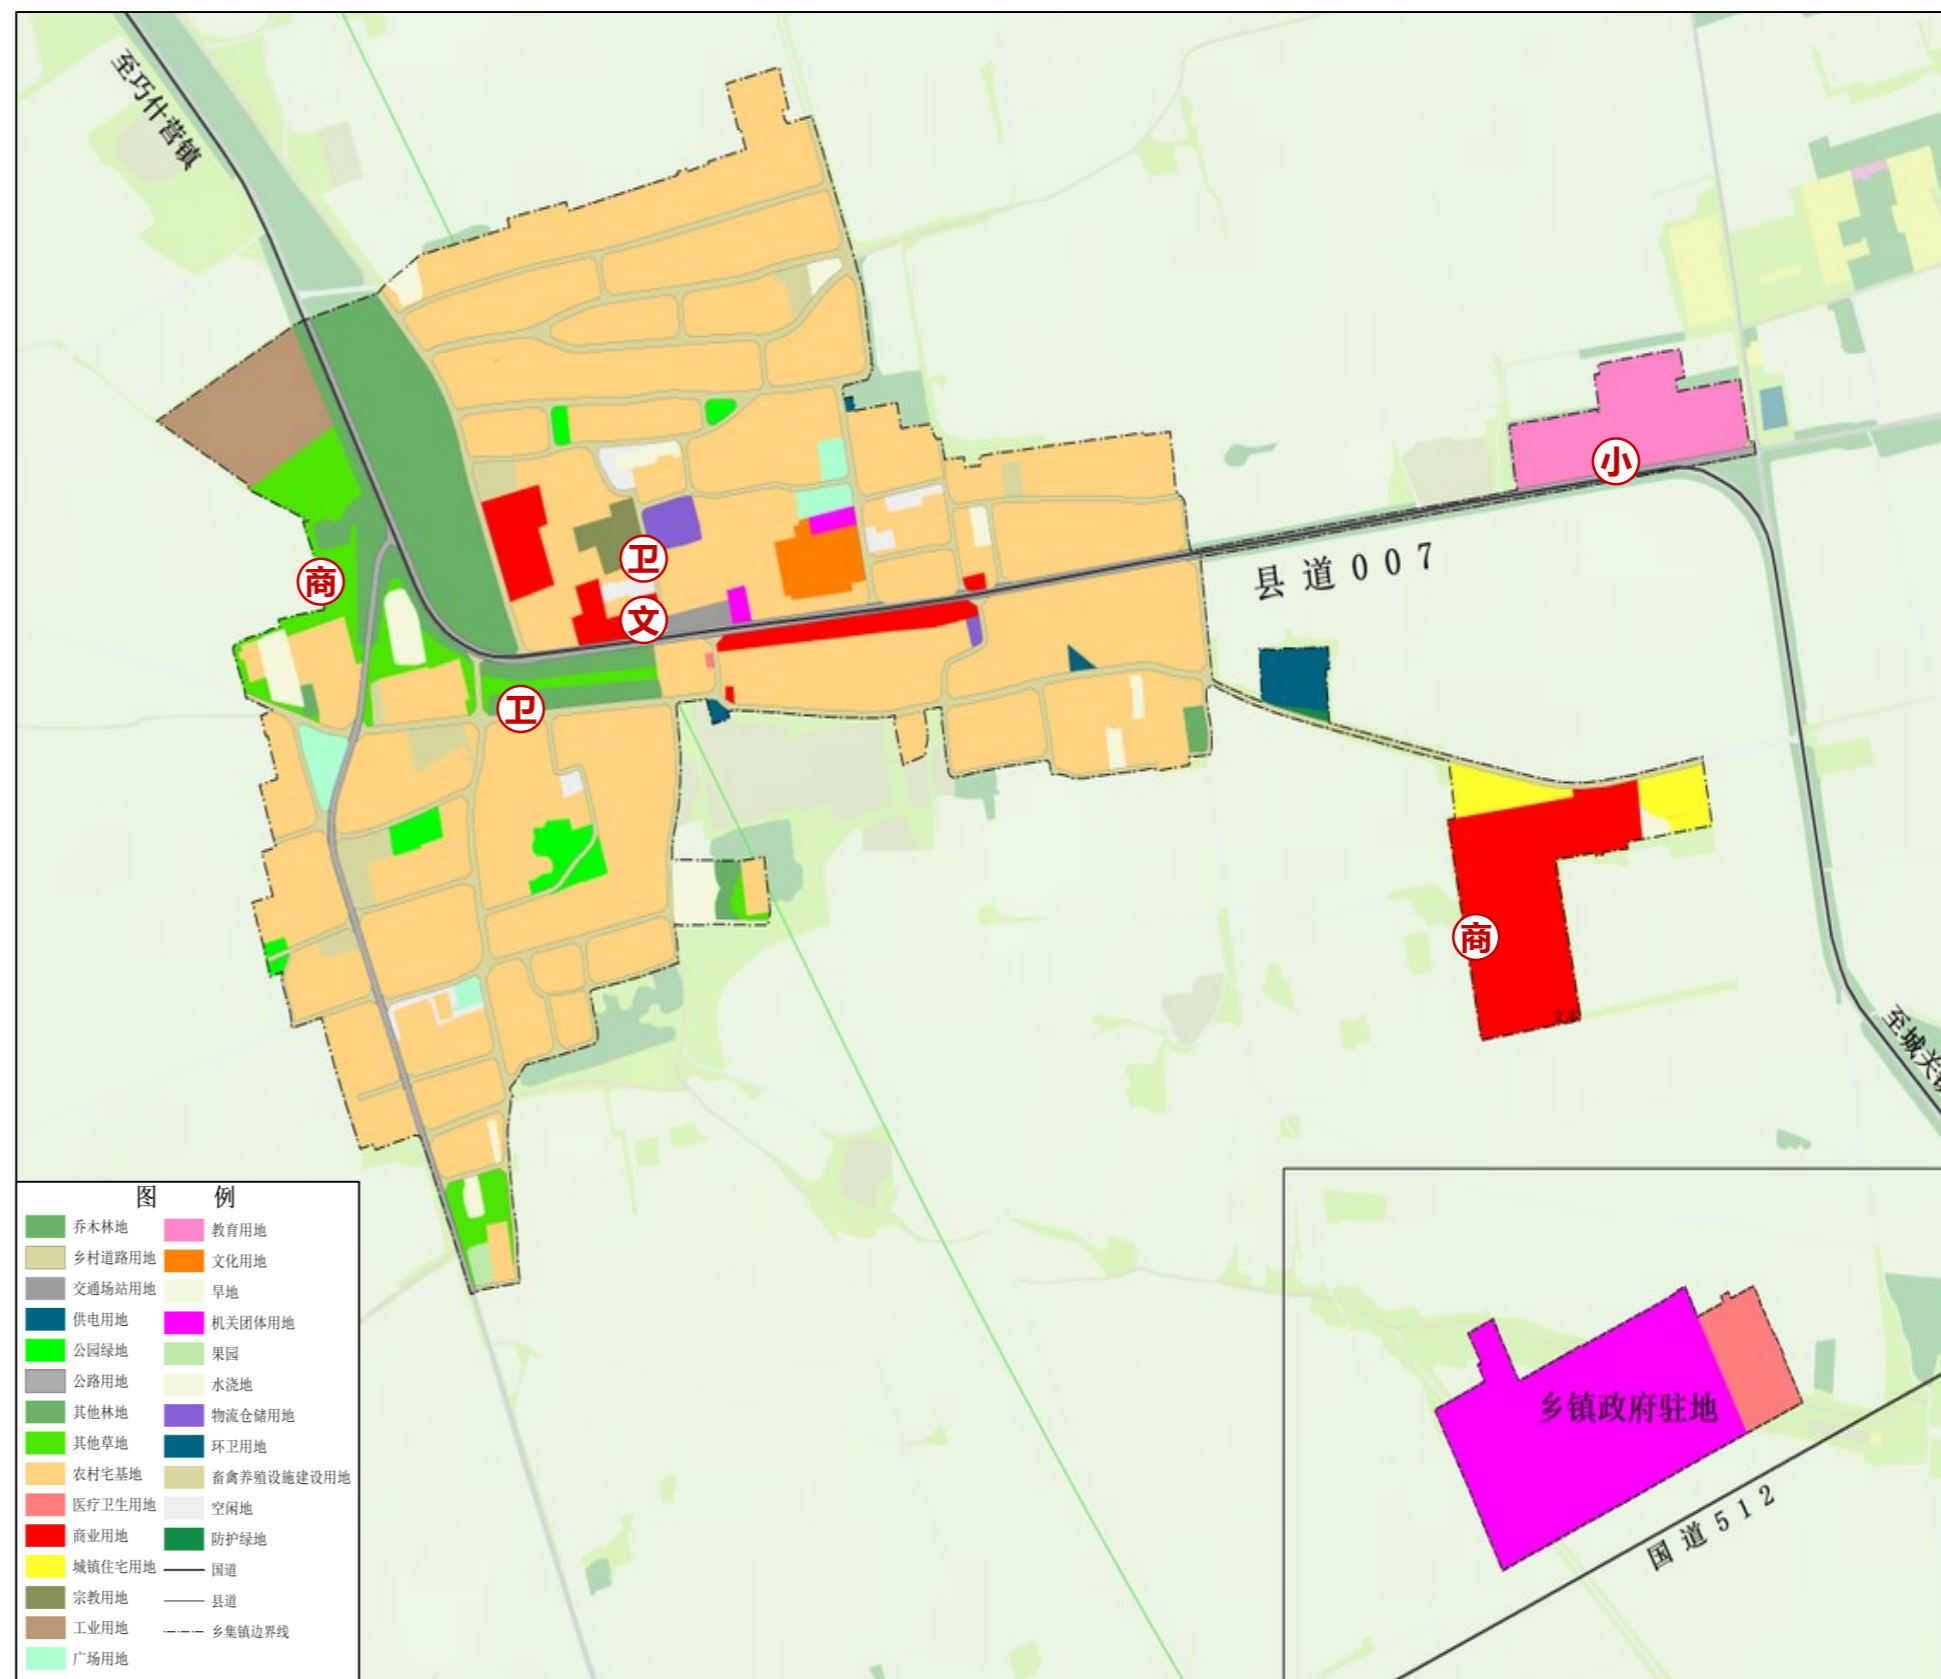 至巧什营镇
小
县道007
卫
商
文
卫
商
至城关
乡镇政府驻地
国道512
图 例
乔木林地
乡村道路用地
交通场站用地
供电用地
公园绿地
公路用地
其他林地
其他草地
农村宅基地
医疗卫生用地
商业用地
城镇住宅用地
宗教用地
工业用地
广场用地
教育用地
文化用地
旱地
机关团体用地
果园
水浇地
物流仓储用地
环卫用地
畜禽养殖设施建设用地
空闲地
防护绿地
国道
县道
乡集镇边界线